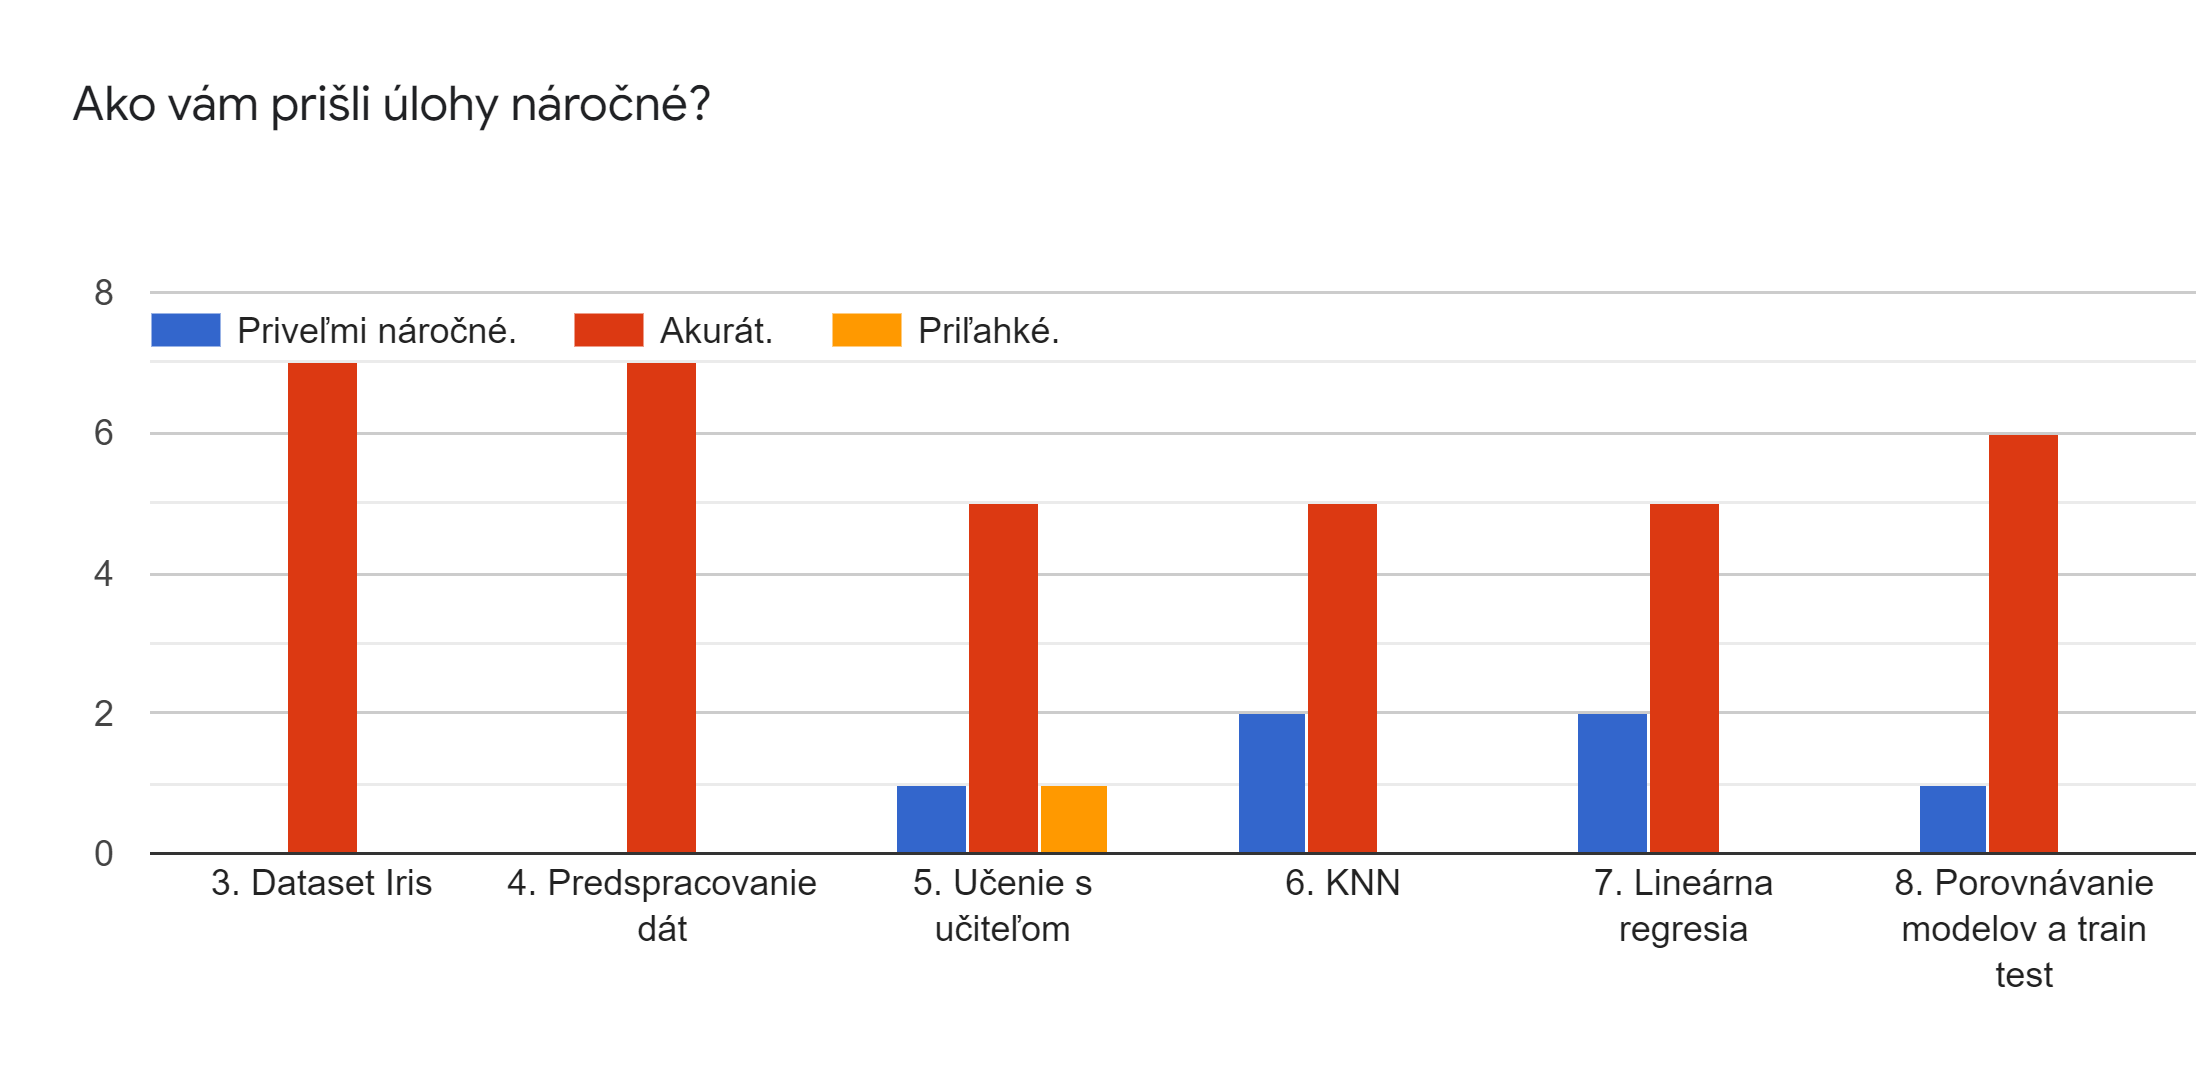 Ako vám prišli úlohy náročné?
8
Priveľmi náročné. Akurát. Priľahké.
6
4
2
0
3. Dataset Iris 4. Predspracovanie 5. Učenie s 6. KNN 7. Lineárna 8. Porovnávanie
dát učiteľom regresia modelov a train
test